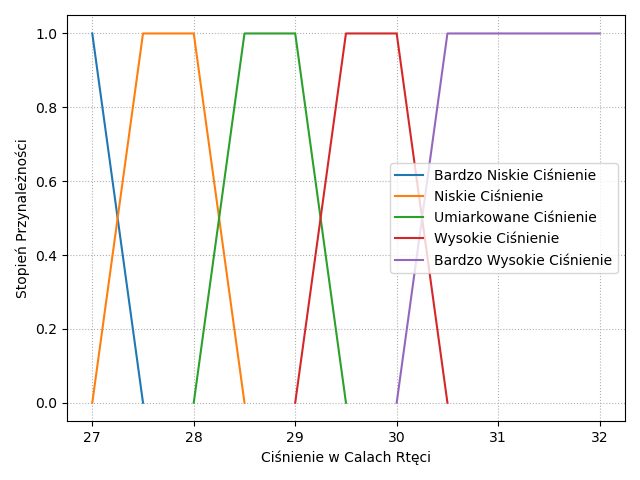 1.0
0.8
0.6
0.4
0.2
0.0
Stopień Przynależności
Bardzo Niskie Ciśnienie
Niskie Ciśnienie
Umiarkowane Ciśnienie
Wysokie Ciśnienie
Bardzo Wysokie Ciśnienie
27 28 29 30 31 32
Ciśnienie w Calach Rtęci